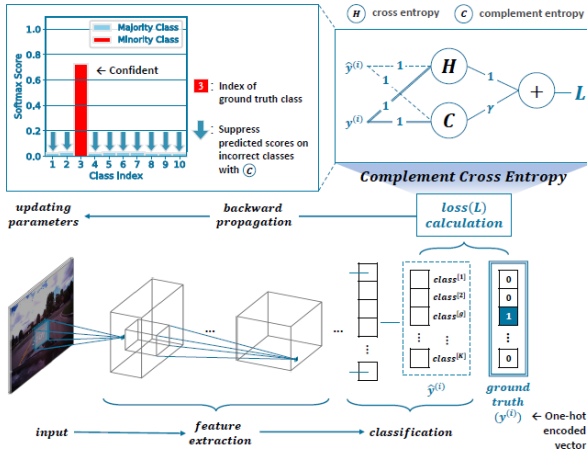 Majority Class
Minority Class
Softmax Score
1.0
0.8
0.6
0.4
0.2
0.0
← Confident
1 2 3 4 5 6 7 8 9 10
Class Index
3 : Index of
ground truth class
: Suppress
predicted scores on
incorrect classes
with Ⓒ
Ⓗ cross entropy Ⓒ complement entropy
ŷ⁽ⁱ⁾ 1 H 1
1
+ L
1
y⁽ⁱ⁾ 1 C γ
Complement Cross Entropy
updating
parameters
backward
propagation
loss(L)
calculation
... ...
class[1]
class[2]
class[g]
⋮ ⋮ ⋮
class[K]
ŷ⁽ⁱ⁾
0
0
1
⋮
0
ground
truth
(y⁽ⁱ⁾)
← One-hot
encoded
vector
input
feature
extraction
classification